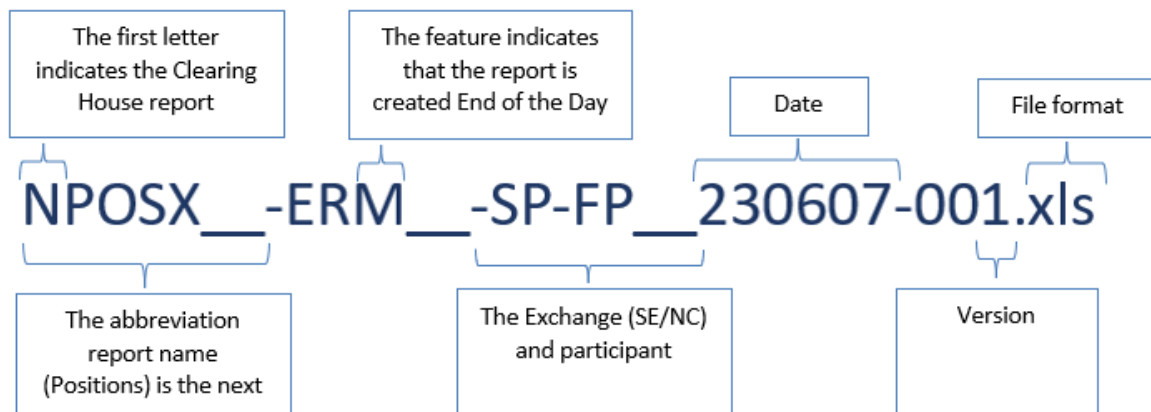 The first letter
indicates the Clearing
House report
The feature indicates
that the report is
created End of the Day
Date
File format
NPOSX__-ERM__-SP-FP__230607-001.xls
The abbreviation
report name
(Positions) is the next
The Exchange (SE/NC)
and participant
Version